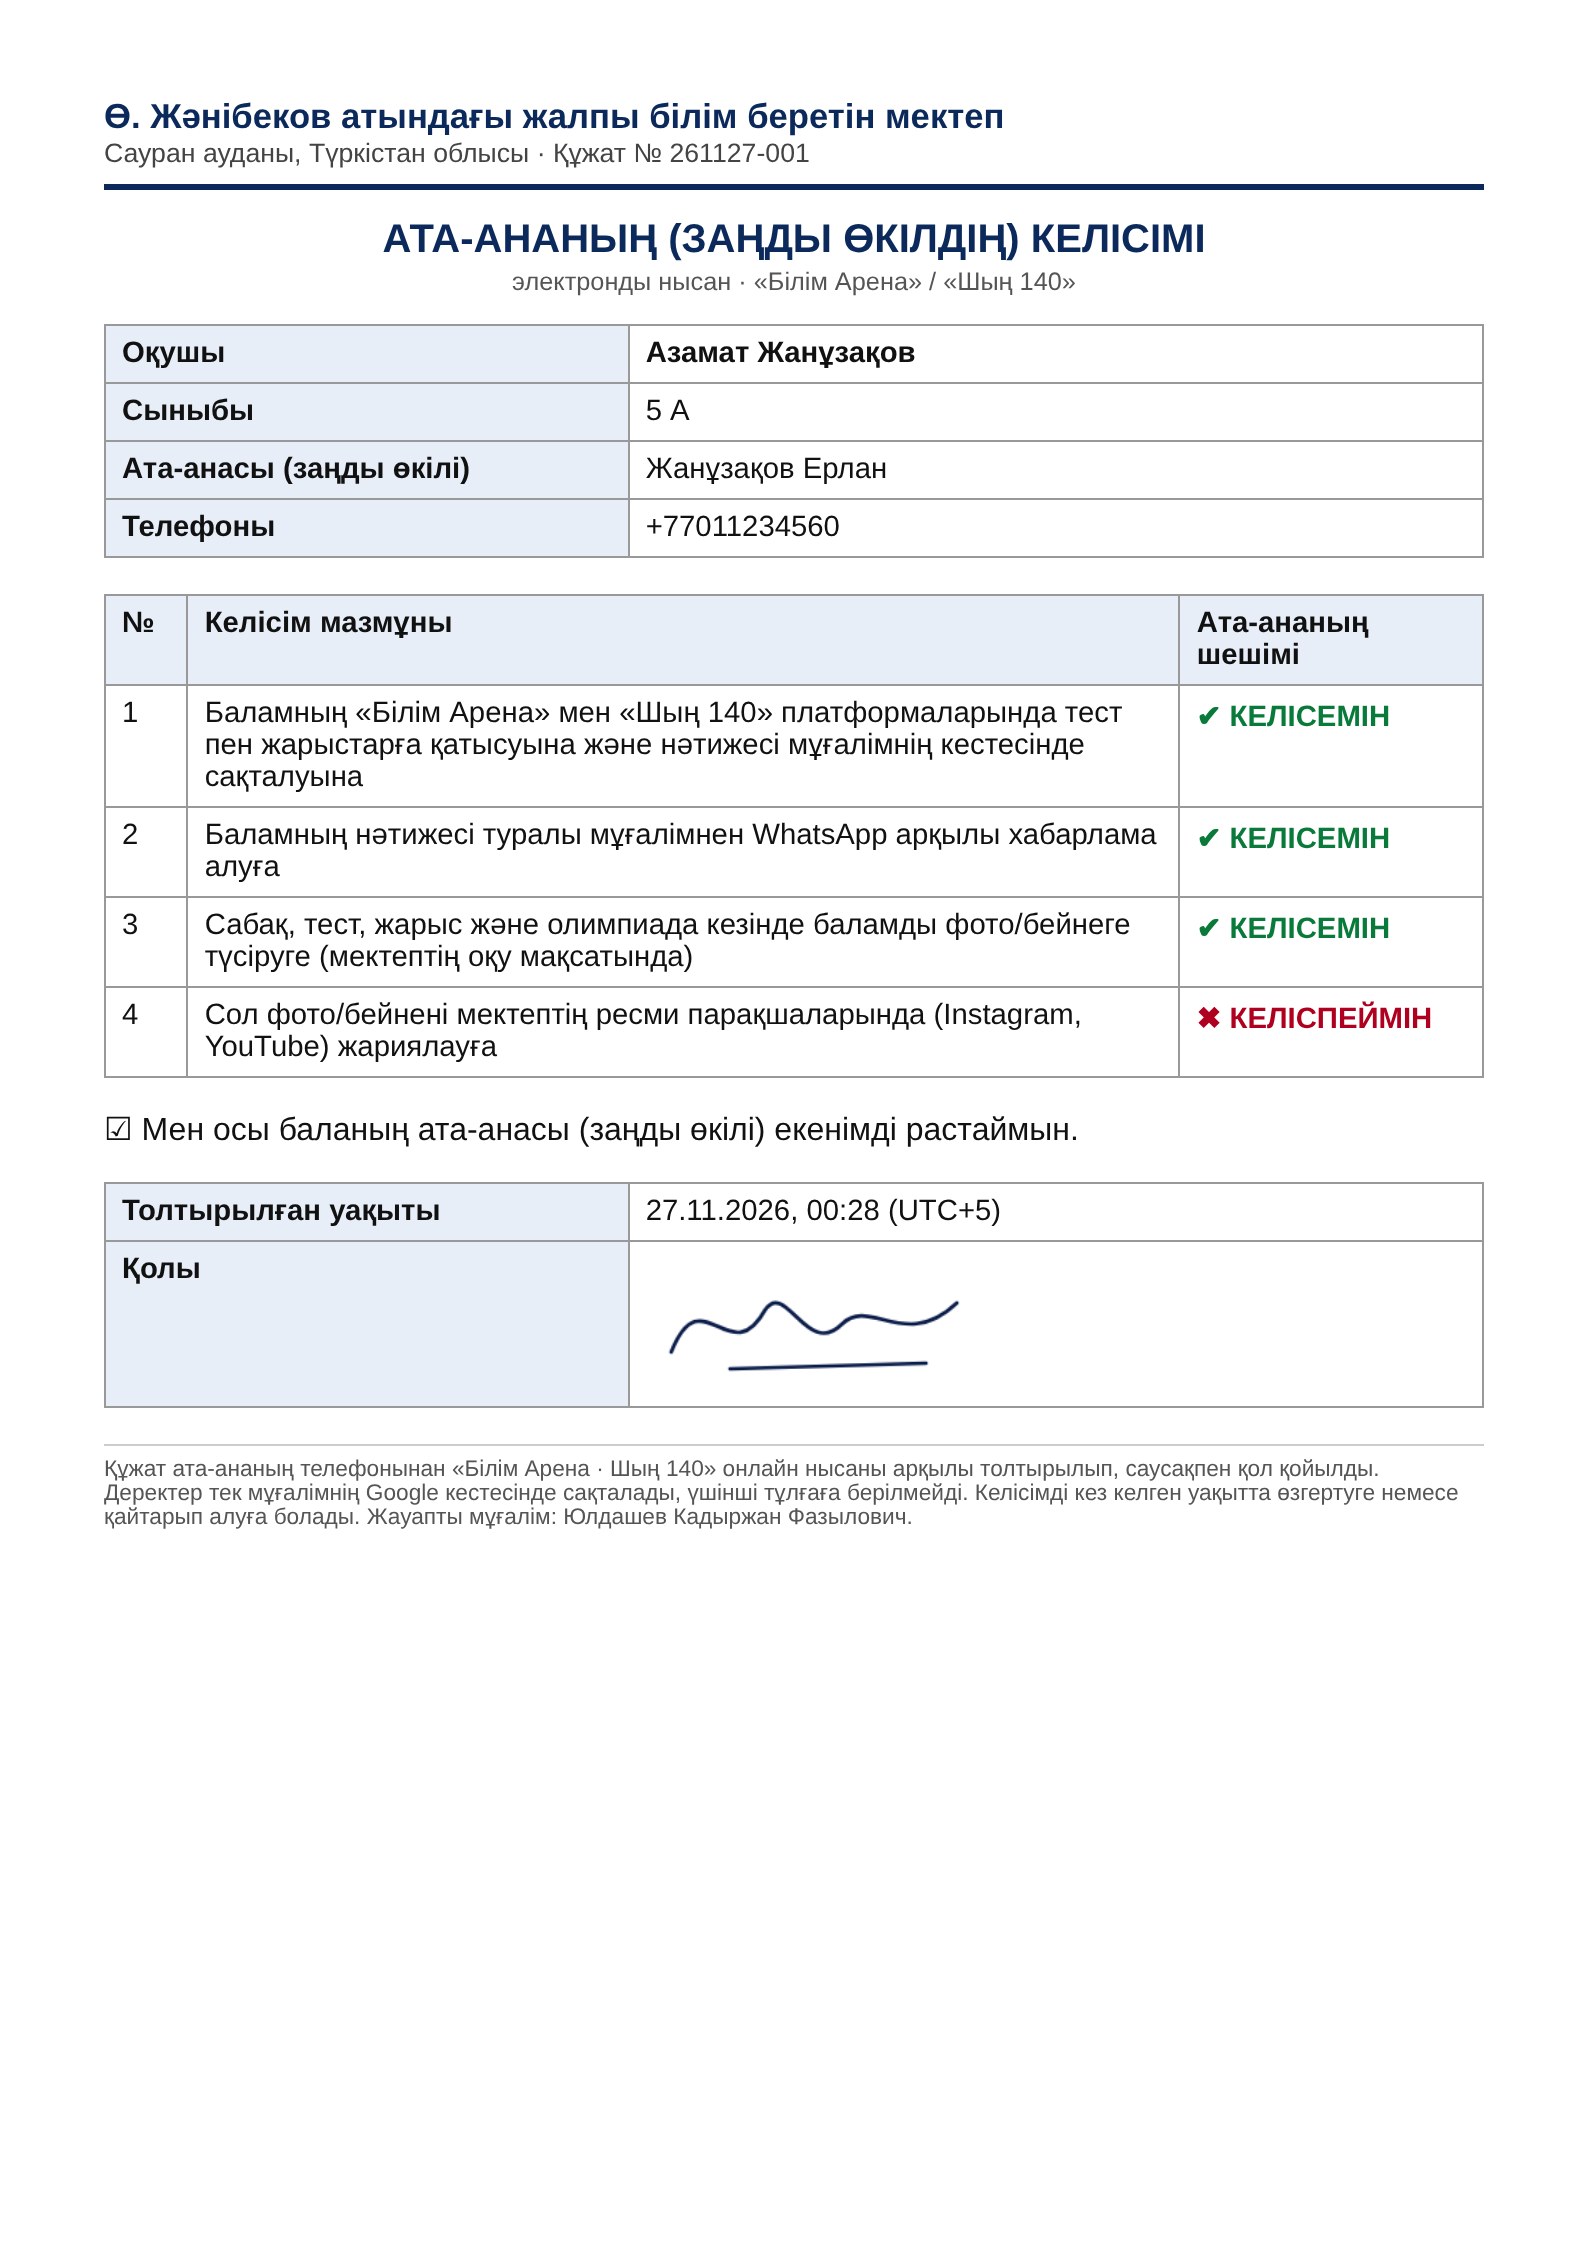 Ө. Жәнібеков атындағы жалпы білім беретін мектеп
Сауран ауданы, Түркістан облысы · Құжат № 261127-001
АТА-АНАНЫҢ (ЗАҢДЫ ӨКІЛДІҢ) КЕЛІСІМІ
электронды нысан · «Білім Арена» / «Шың 140»
Оқушы Азамат Жанұзақов
Сыныбы 5 А
Ата-анасы (заңды өкілі) Жанұзақов Ерлан
Телефоны +77011234560
№ Келісім мазмұны Ата-ананың
шешімі
1 Баламның «Білім Арена» мен «Шың 140» платформаларында тест ✔ КЕЛІСЕМІН
пен жарыстарға қатысуына және нәтижесі мұғалімнің кестесінде
сақталуына
2 Баламның нәтижесі туралы мұғалімнен WhatsApp арқылы хабарлама ✔ КЕЛІСЕМІН
алуға
3 Сабақ, тест, жарыс және олимпиада кезінде баламды фото/бейнеге ✔ КЕЛІСЕМІН
түсіруге (мектептің оқу мақсатында)
4 Сол фото/бейнені мектептің ресми парақшаларында (Instagram, ✖ КЕЛІСПЕЙМІН
YouTube) жариялауға
☑ Мен осы баланың ата-анасы (заңды өкілі) екенімді растаймын.
Толтырылған уақыты 27.11.2026, 00:28 (UTC+5)
Қолы
Құжат ата-ананың телефонынан «Білім Арена · Шың 140» онлайн нысаны арқылы толтырылып, саусақпен қол қойылды.
Деректер тек мұғалімнің Google кестесінде сақталады, үшінші тұлғаға берілмейді. Келісімді кез келген уақытта өзгертуге немесе
қайтарып алуға болады. Жауапты мұғалім: Юлдашев Кадыржан Фазылович.